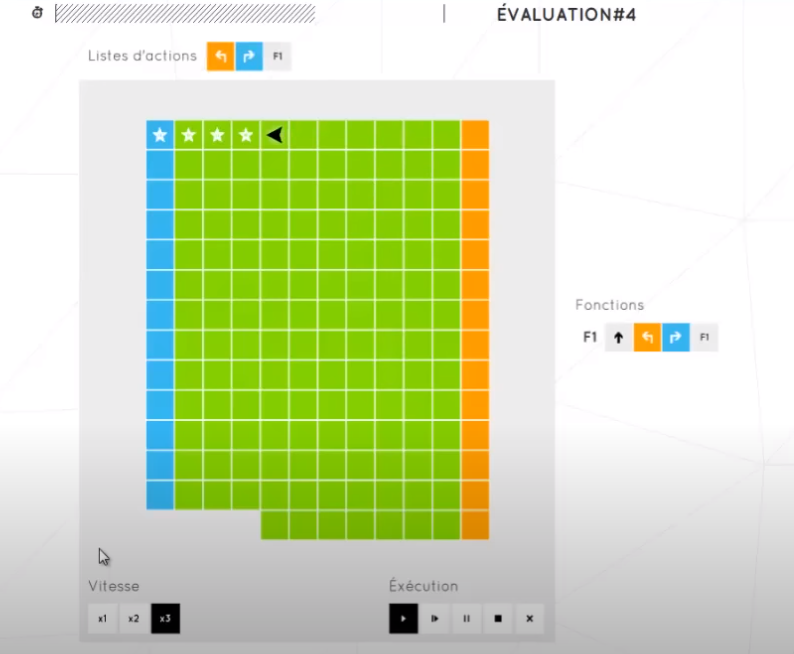 ÉVALUATION#4
Listes d'actions F1
Fonctions
F1 F1
Vitesse
x1 x2 x3
Éxécution